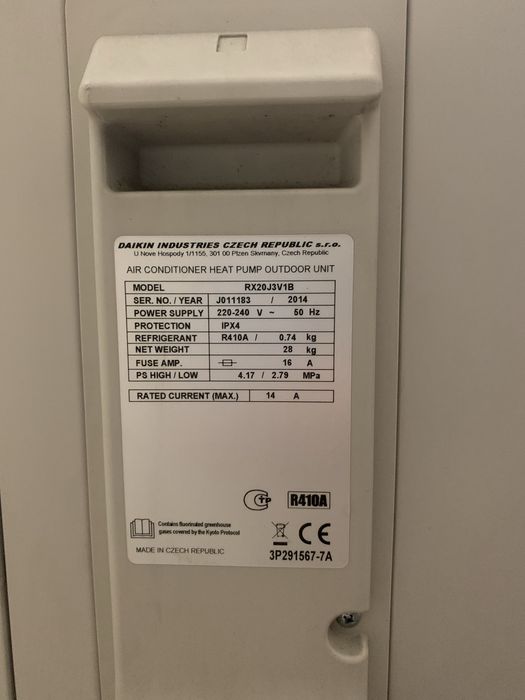 DAIKIN INDUSTRIES CZECH REPUBLIC s.r.o.
U Nove Hospody 1/1155, 301 00 Plzen Skvrnany, Czech Republic
AIR CONDITIONER HEAT PUMP OUTDOOR UNIT
MODEL RX20J3V1B
SER. NO. / YEAR J011183 / 2014
POWER SUPPLY 220-240 V ~ 50 Hz
PROTECTION IPX4
REFRIGERANT R410A / 0.74 kg
NET WEIGHT 28 kg
FUSE AMP. 16 A
PS HIGH / LOW 4.17 / 2.79 MPa
RATED CURRENT (MAX.) 14 A
CTP R410A
Contains fluorinated greenhouse
gases covered by the Kyoto Protocol
CE
MADE IN CZECH REPUBLIC
3P291567-7A